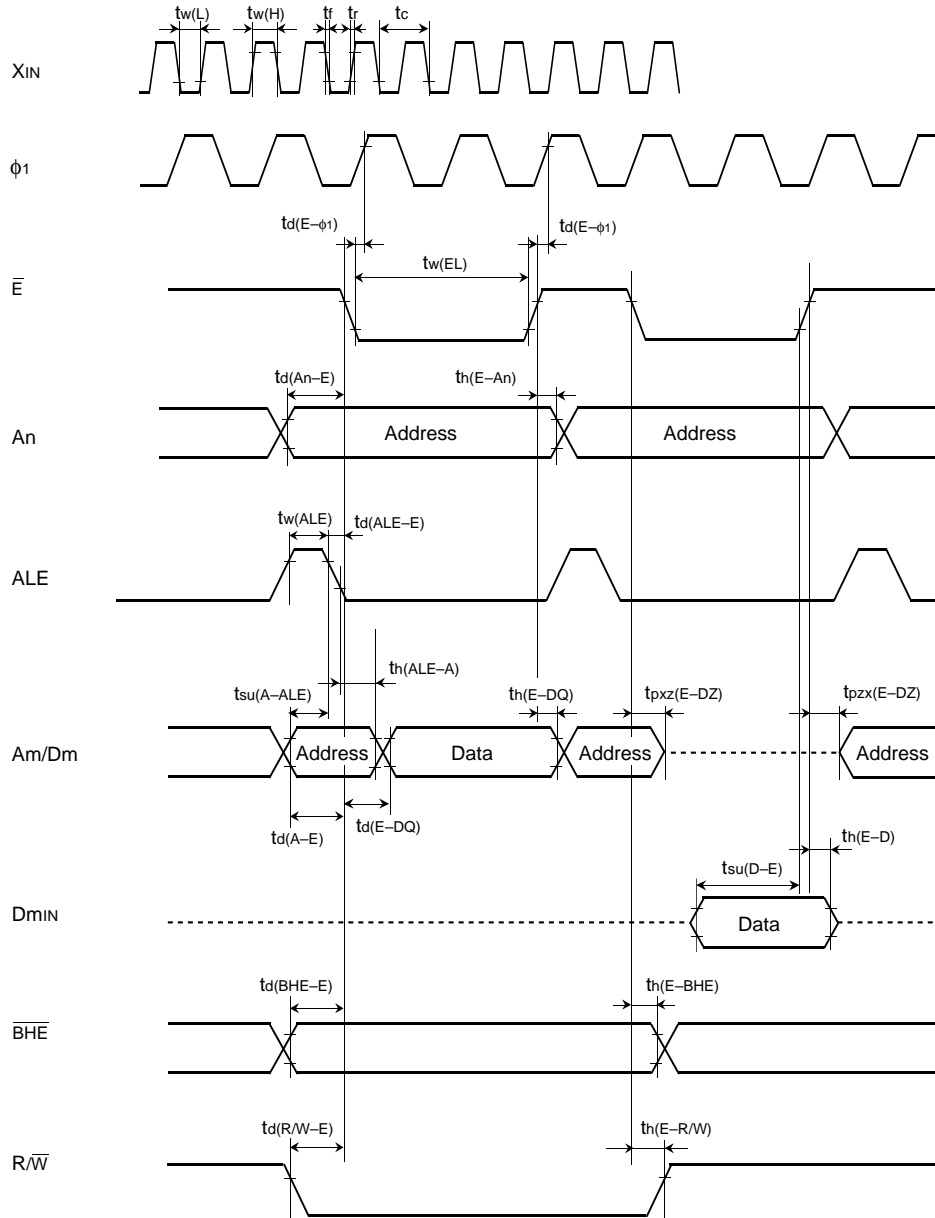 tw(L) tw(H) tf tr tc
XIN
ϕ1
td(E–ϕ1) td(E–ϕ1)
tw(EL)
E̅
td(An–E) th(E–An)
An Address Address
tw(ALE) td(ALE–E)
ALE
th(ALE–A)
tsu(A–ALE) th(E–DQ) tpxz(E–DZ) tpzx(E–DZ)
Am/Dm Address Data Address Address
td(A–E) td(E–DQ)
th(E–D)
tsu(D–E)
DmIN Data
td(BHE–E) th(E–BHE)
B̅H̅E̅
td(R/W–E) th(E–R/W)
R/W̅